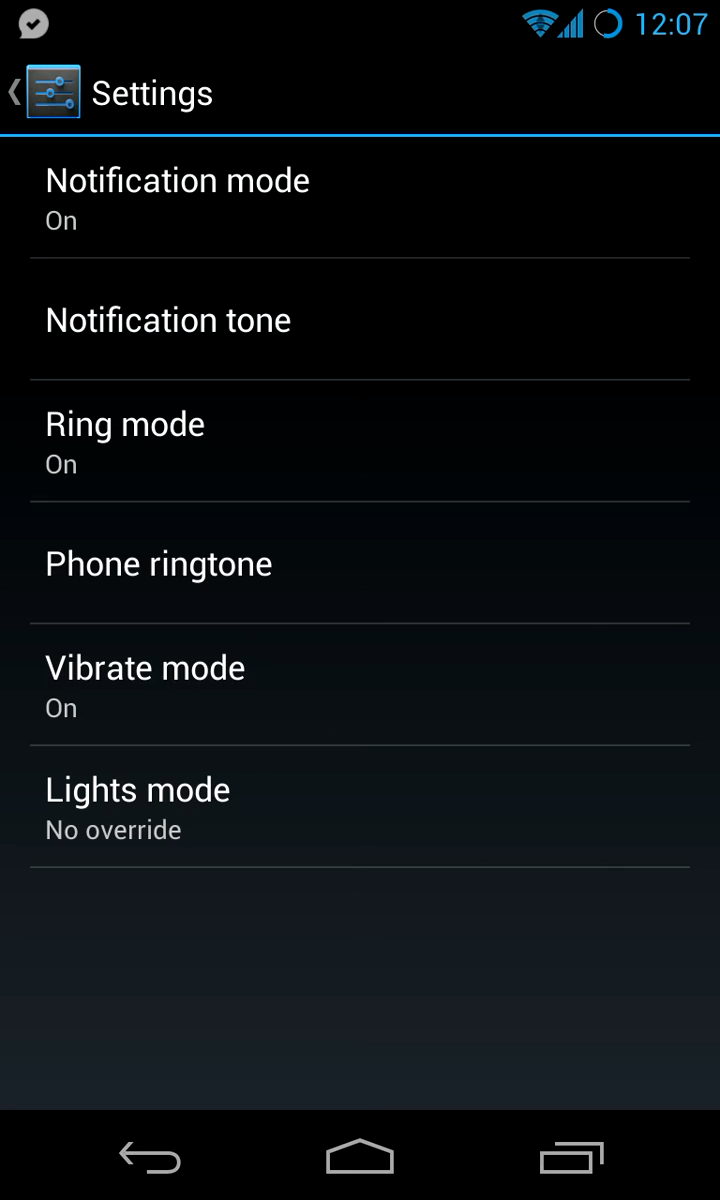 12:07
Settings
Notification mode
On
Notification tone
Ring mode
On
Phone ringtone
Vibrate mode
On
Lights mode
No override